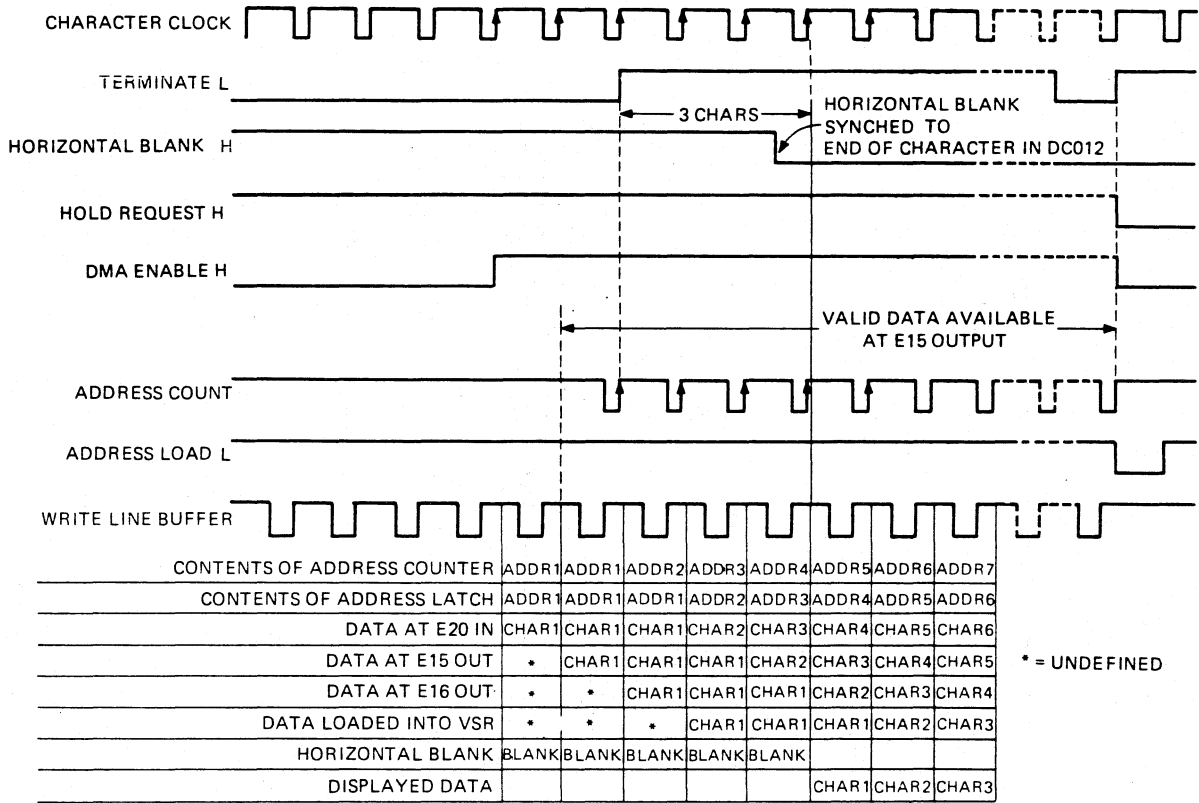 CHARACTER CLOCK
TERMINATE L
3 CHARS
HORIZONTAL BLANK
SYNCHED TO
END OF CHARACTER IN DC012
HORIZONTAL BLANK H
HOLD REQUEST H
DMA ENABLE H
VALID DATA AVAILABLE
AT E15 OUTPUT
ADDRESS COUNT
ADDRESS LOAD L
WRITE LINE BUFFER
CONTENTS OF ADDRESS COUNTER ADDR1 ADDR1 ADDR2 ADDR3 ADDR4 ADDR5 ADDR6 ADDR7
CONTENTS OF ADDRESS LATCH ADDR1 ADDR1 ADDR1 ADDR2 ADDR3 ADDR4 ADDR5 ADDR6
DATA AT E20 IN CHAR1 CHAR1 CHAR1 CHAR2 CHAR3 CHAR4 CHAR5 CHAR6
DATA AT E15 OUT * CHAR1 CHAR1 CHAR1 CHAR2 CHAR3 CHAR4 CHAR5
* = UNDEFINED
DATA AT E16 OUT * * CHAR1 CHAR1 CHAR1 CHAR2 CHAR3 CHAR4
DATA LOADED INTO VSR * * * CHAR1 CHAR1 CHAR1 CHAR2 CHAR3
HORIZONTAL BLANK BLANK BLANK BLANK BLANK BLANK
DISPLAYED DATA CHAR1 CHAR2 CHAR3